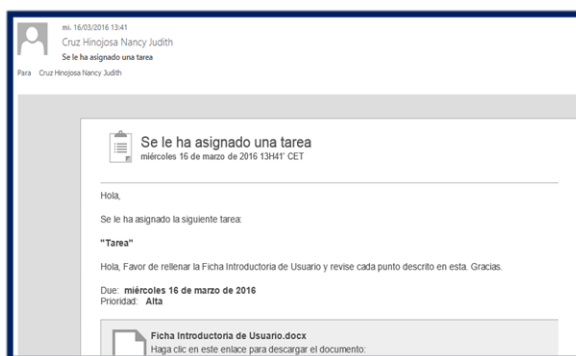 mi. 16/03/2016 13:41
Cruz Hinojosa Nancy Judith
Se le ha asignado una tarea
Para Cruz Hinojosa Nancy Judith
Se le ha asignado una tarea
miércoles 16 de marzo de 2016 13H41' CET
Hola,
Se le ha asignado la siguiente tarea:
"Tarea"
Hola, Favor de rellenar la Ficha Introductoria de Usuario y revise cada punto descrito en esta. Gracias.
Due: miércoles 16 de marzo de 2016
Prioridad: Alta
Ficha Introductoria de Usuario.docx
Haga clic en este enlace para descargar el documento: